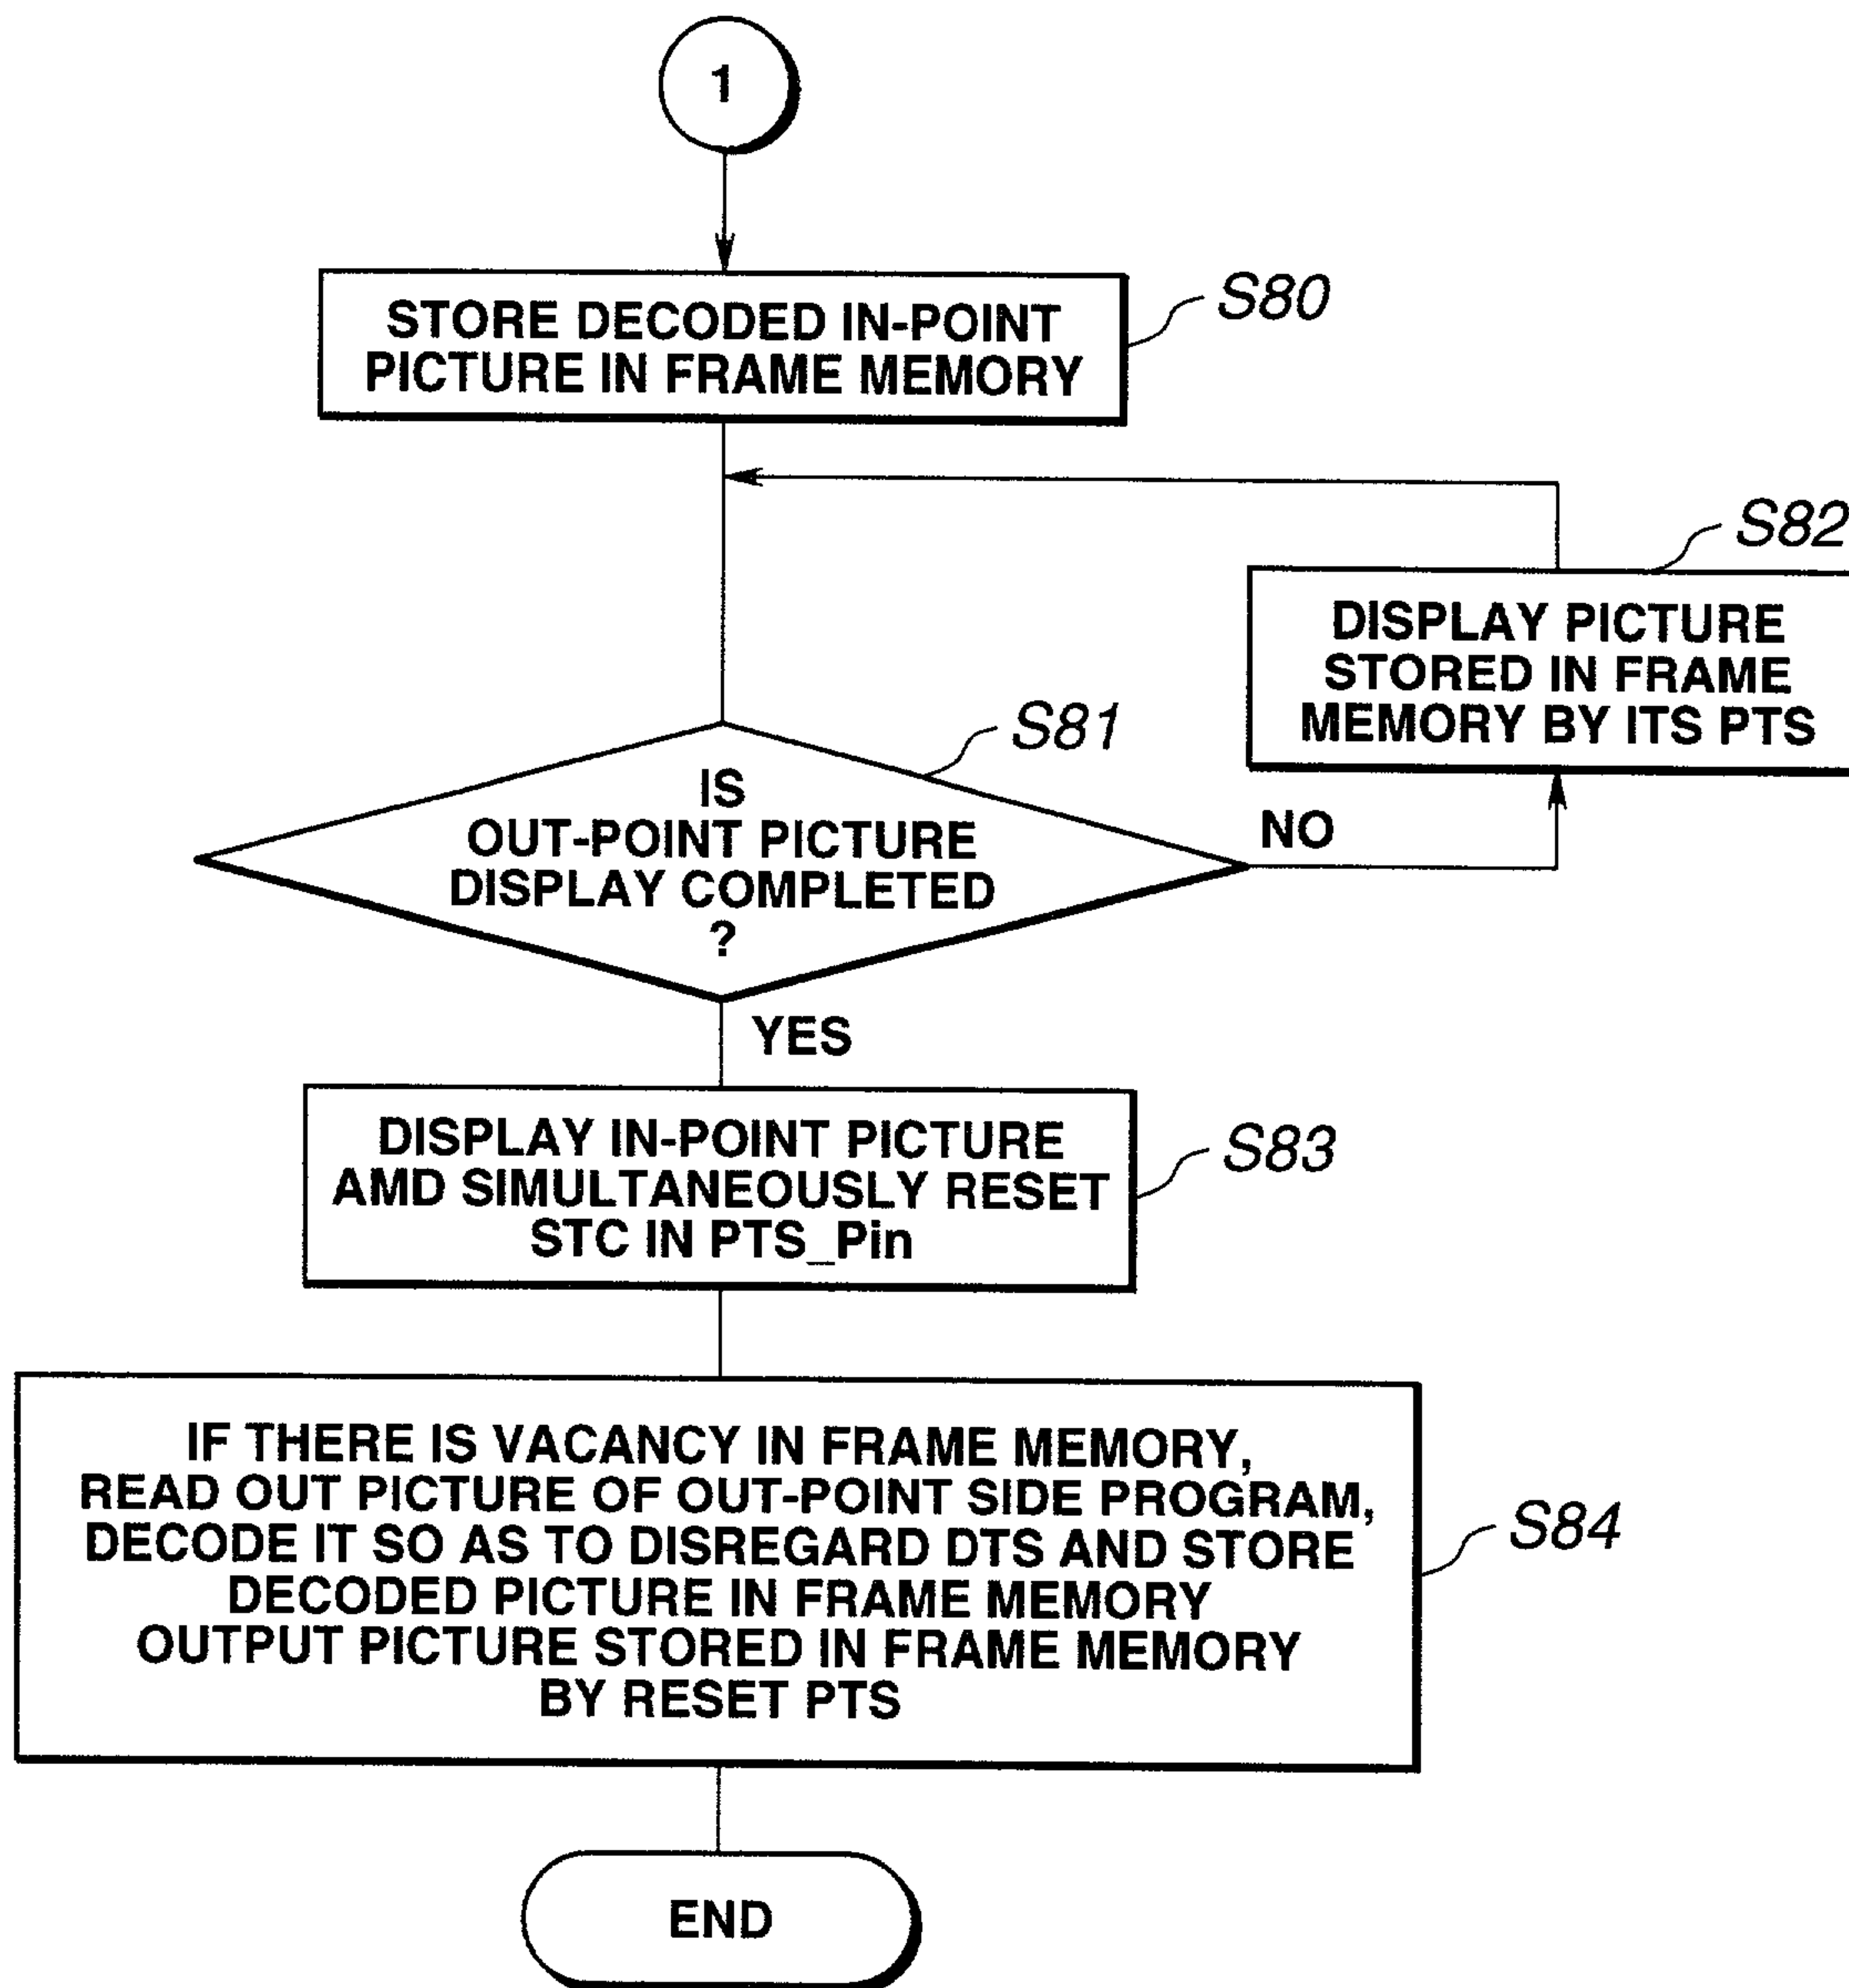 1
STORE DECODED IN-POINT
PICTURE IN FRAME MEMORY
S80
S82
DISPLAY PICTURE
STORED IN FRAME
MEMORY BY ITS PTS
S81
IS
OUT-POINT PICTURE
DISPLAY COMPLETED
?
NO
YES
DISPLAY IN-POINT PICTURE
AMD SIMULTANEOUSLY RESET
STC IN PTS_Pin
S83
IF THERE IS VACANCY IN FRAME MEMORY,
READ OUT PICTURE OF OUT-POINT SIDE PROGRAM,
DECODE IT SO AS TO DISREGARD DTS AND STORE
DECODED PICTURE IN FRAME MEMORY
OUTPUT PICTURE STORED IN FRAME MEMORY
BY RESET PTS
S84
END